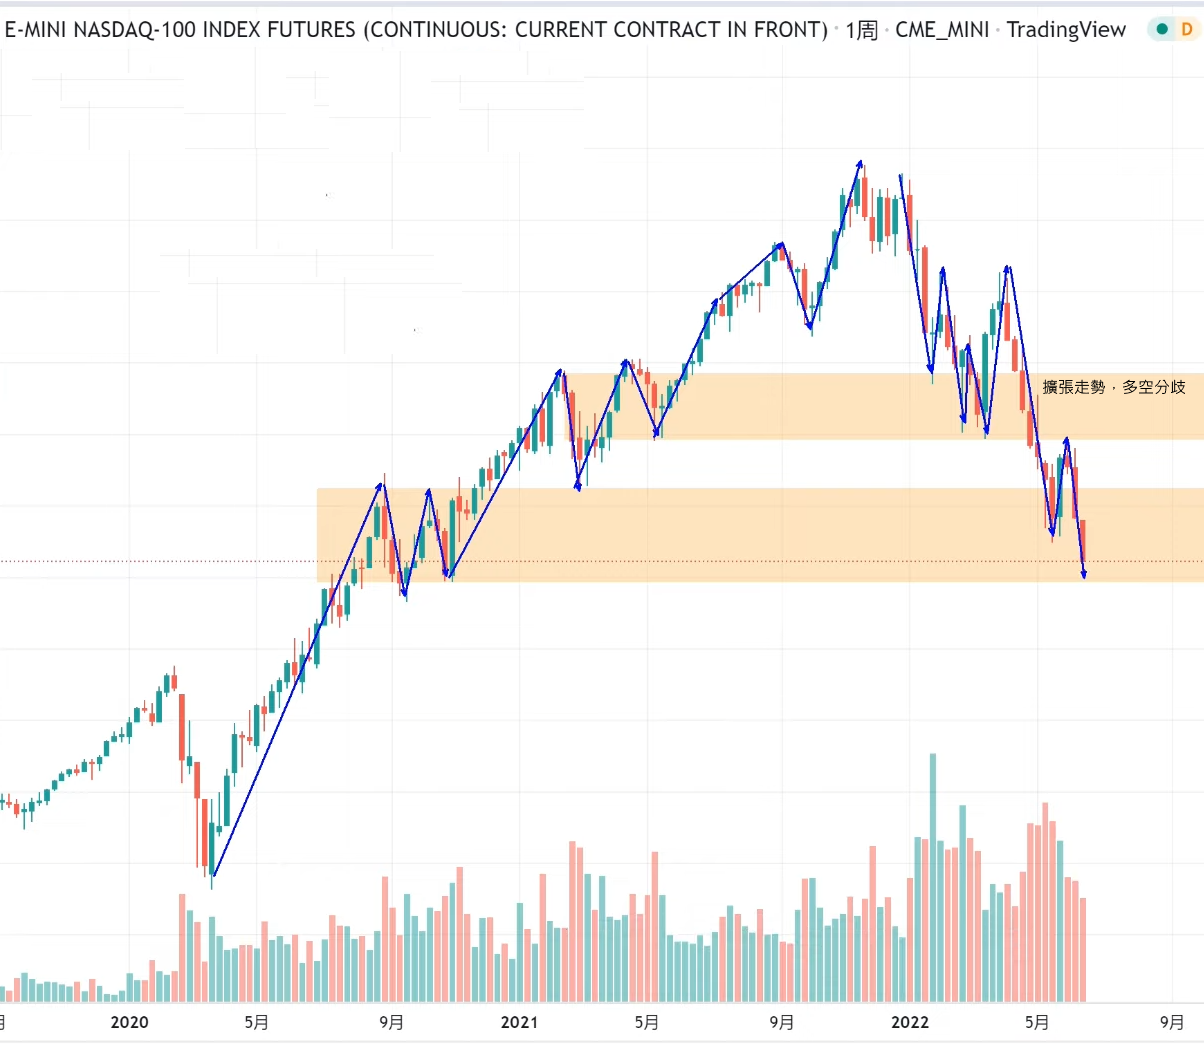 E-MINI NASDAQ-100 INDEX FUTURES (CONTINUOUS: CURRENT CONTRACT IN FRONT) · 1周 · CME_MINI · TradingView D
擴張走勢，多空分歧
月 2020 5月 9月 2021 5月 9月 2022 5月 9月